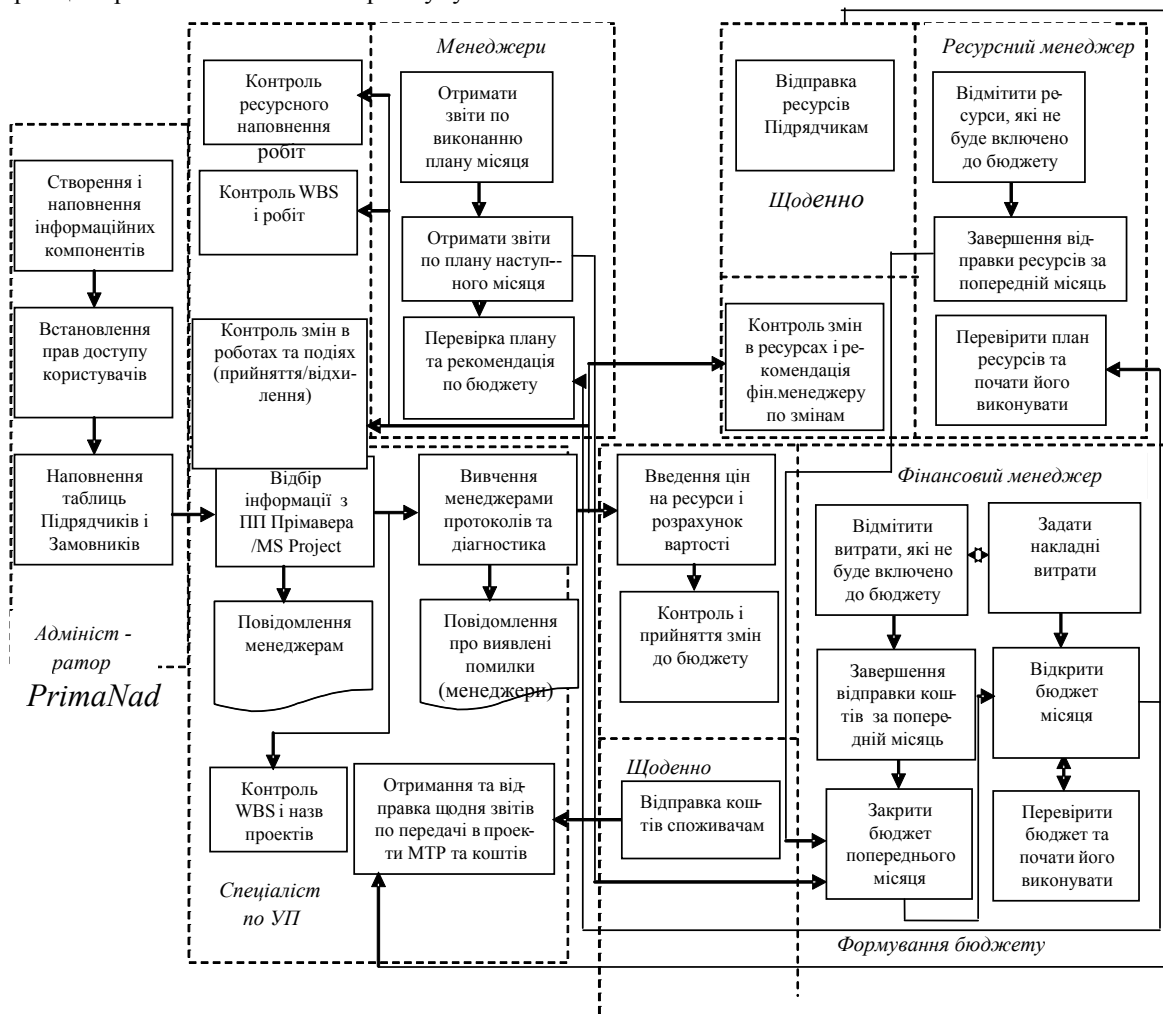 Менеджери
Ресурсний менеджер
Контроль
ресурсного
наповнення
робіт
Отримати
звіти по
виконанню
плану місяця
Відправка
ресурсів
Підрядчикам
Відмітити ре-
сурси, які не
буде включено
до бюджету
Створення і
наповнення
інформаційних
компонентів
Контроль WBS
і робіт
Щоденно
Отримати звіти
по плану наступ--
ного місяця
Завершення від-
правки ресурсів за
попередній місяць
Встановлення
прав доступу
користувачів
Контроль змін в
роботах та подіях
(прийняття/відхи-
лення)
Перевірка плану
та рекомендація
по бюджету
Контроль змін
в ресурсах і ре-
комендація
фін.менеджеру
по змінам
Перевірити план
ресурсів та
почати його
виконувати
Наповнення
таблиць
Підрядчиків і
Замовників
Відбір
інформації з
ПП Прімавера
/MS Project
Вивчення
менеджерами
протоколів та
діагностика
Введення цін
на ресурси і
розрахунок
вартості
Фінансовий менеджер
Відмітити
витрати, які не
буде включено
до бюджету
Задати
накладні
витрати
Адмініст -
ратор
PrimaNad
Повідомлення
менеджерам
Повідомлення
про виявлені
помилки
(менеджери)
Контроль і
прийняття змін
до бюджету
Завершення
відправки кош-
тів за попере-
дній місяць
Відкрити
бюджет
місяця
Контроль
WBS і назв
проектів
Отримання та від-
правка щодня звітів
по передачі в проек-
ти МТР та коштів
Щоденно
Відправка кош-
тів споживачам
Закрити
бюджет
попереднього
місяця
Перевірити
бюджет та
почати його
виконувати
Спеціаліст
по УП
Формування бюджету